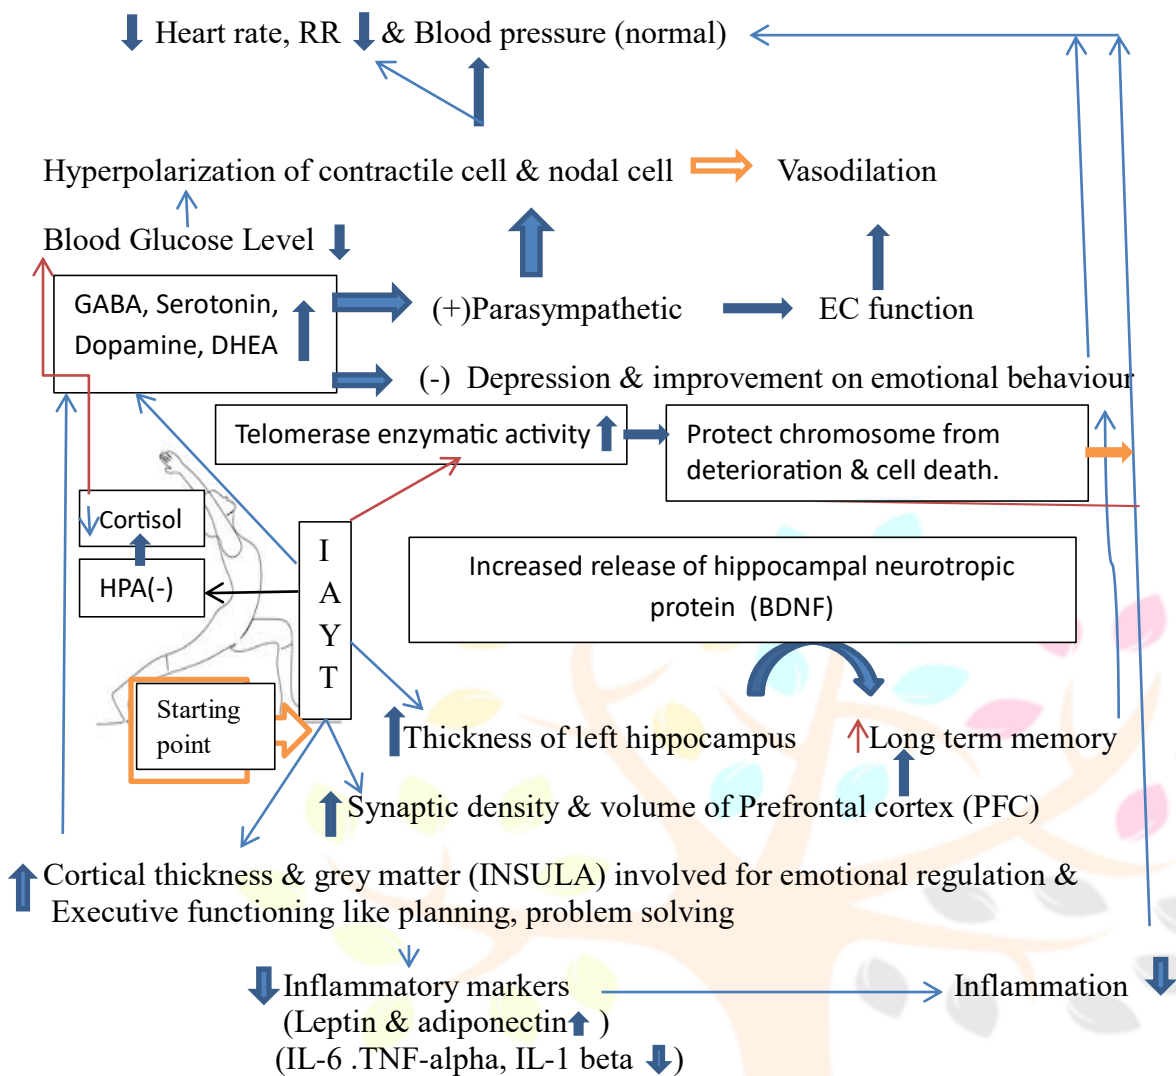 Heart rate, RR & Blood pressure (normal)
Hyperpolarization of contractile cell & nodal cell
Vasodilation
Blood Glucose Level
GABA, Serotonin,
Dopamine, DHEA
(+)Parasympathetic
EC function
(-) Depression & improvement on emotional behaviour
Telomerase enzymatic activity
Protect chromosome from
deterioration & cell death.
Cortisol
HPA(-)
I
A
Y
T
Increased release of hippocampal neurotropic
protein (BDNF)
Starting
point
Thickness of left hippocampus
Long term memory
Synaptic density & volume of Prefrontal cortex (PFC)
Cortical thickness & grey matter (INSULA) involved for emotional regulation &
Executive functioning like planning, problem solving
Inflammatory markers
Inflammation
(Leptin & adiponectin )
(IL-6 .TNF-alpha, IL-1 beta )